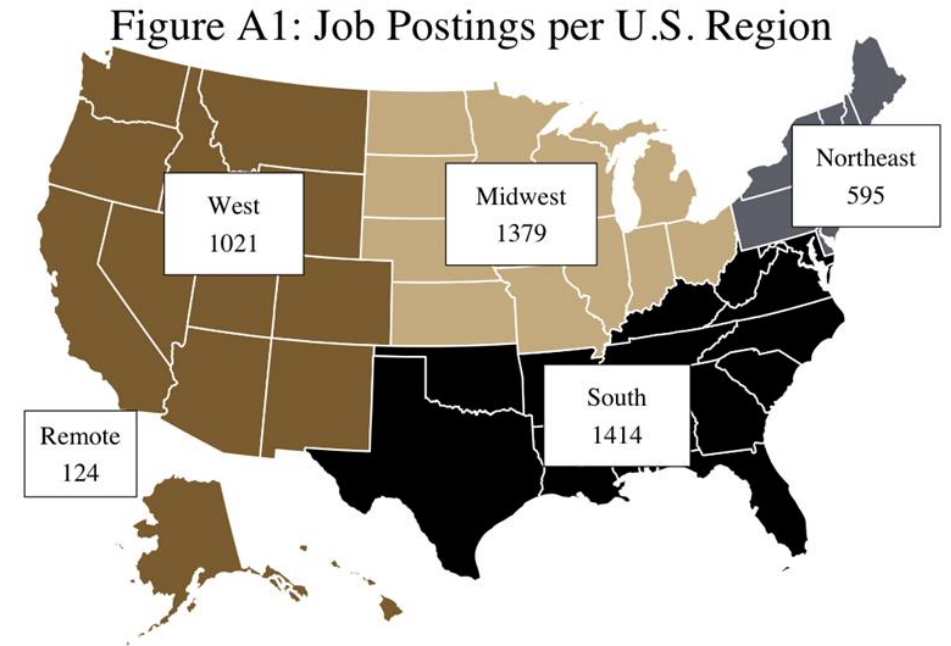 Figure A1: Job Postings per U.S. Region
Northeast
595
West
1021
Midwest
1379
South
1414
Remote
124